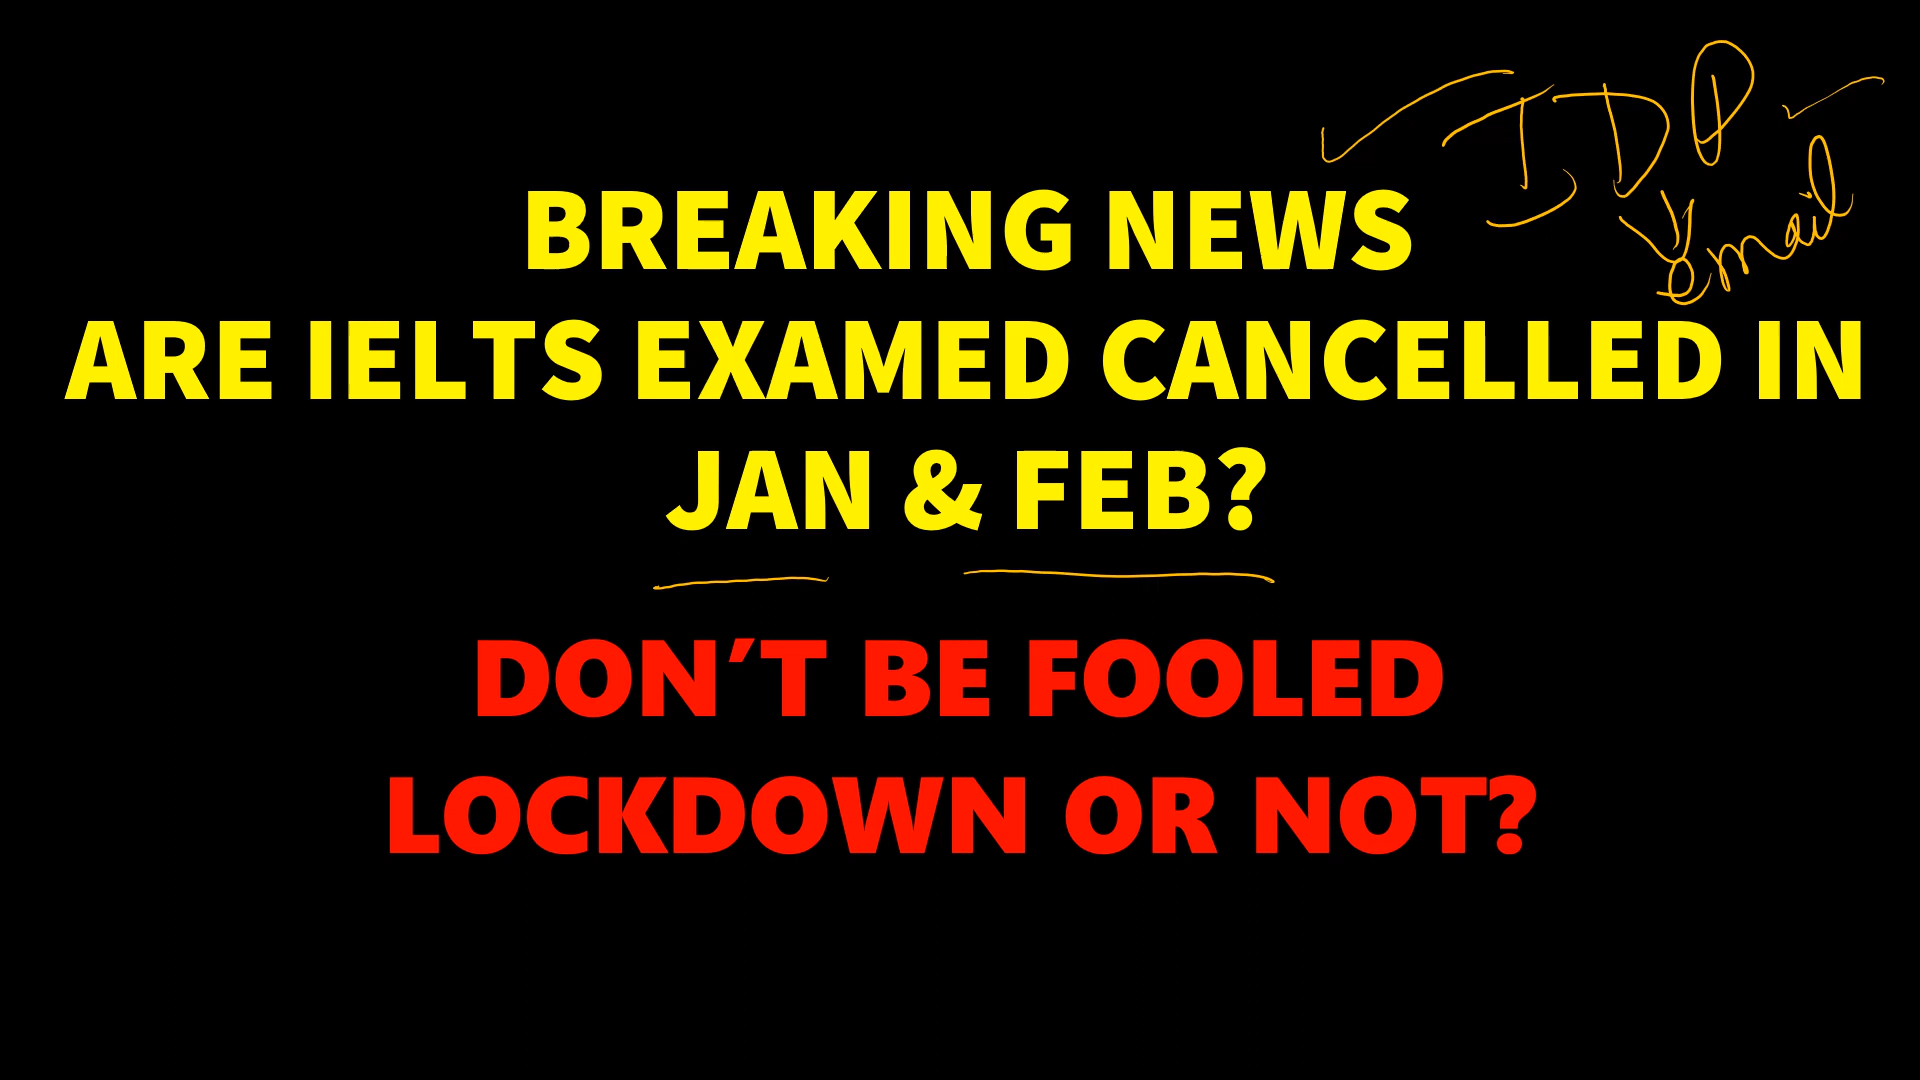 IDP
email
BREAKING NEWS
ARE IELTS EXAMED CANCELLED IN
JAN & FEB?
DON'T BE FOOLED
LOCKDOWN OR NOT?